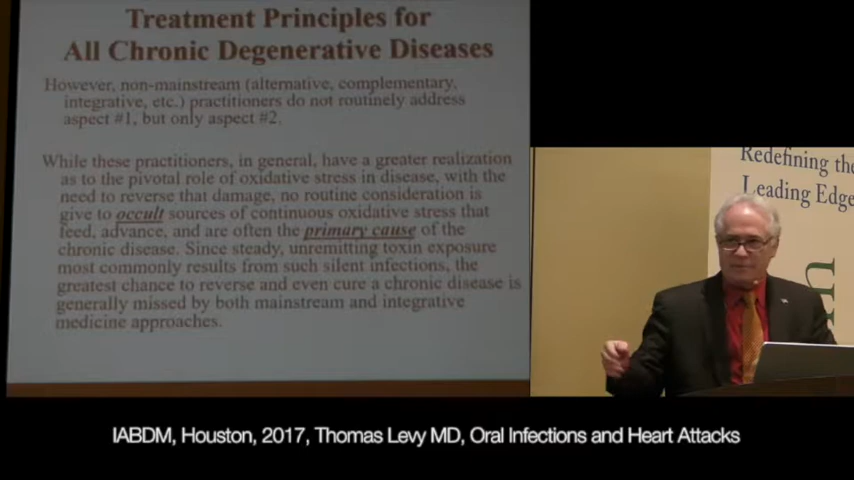 Treatment Principles for
All Chronic Degenerative Diseases
However, non-mainstream (alternative, complementary,
integrative, etc.) practitioners do not routinely address
aspect #1, but only aspect #2.
While these practitioners, in general, have a greater realization
as to the pivotal role of oxidative stress in disease, with the
need to reverse that damage, no routine consideration is
give to occult sources of continuous oxidative stress that
feed, advance, and are often the primary cause of the
chronic disease. Since steady, unremitting toxin exposure
most commonly results from such silent infections, the
greatest chance to reverse and even cure a chronic disease is
generally missed by both mainstream and integrative
medicine approaches.
Redefining the
Leading Edge
m
IABDM, Houston, 2017, Thomas Levy MD, Oral Infections and Heart Attacks